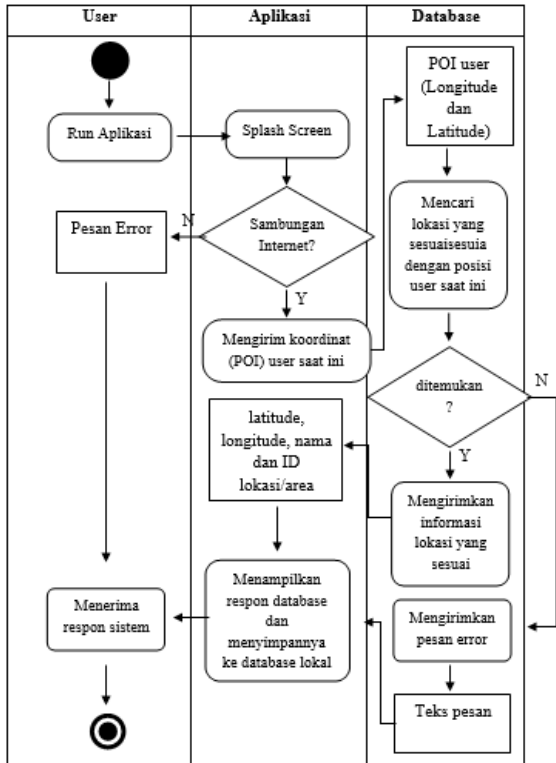 User
Aplikasi
Database
Run Aplikasi
Splash Screen
Sambungan
Internet?
N
Pesan Error
Y
Mengirim koordinat
(POI) user saat ini
POI user
(Longitude
dan
Latitude)
Mencari
lokasi yang
sesuaisesuia
dengan posisi
user saat ini
ditemukan
?
N
Y
Mengirimkan
informasi
lokasi yang
sesuai
latitude,
longitude, nama
dan ID
lokasi/area
Mengirimkan
pesan error
Teks pesan
Menampilkan
respon database
dan
menyimpannya
ke database lokal
Menerima
respon sistem